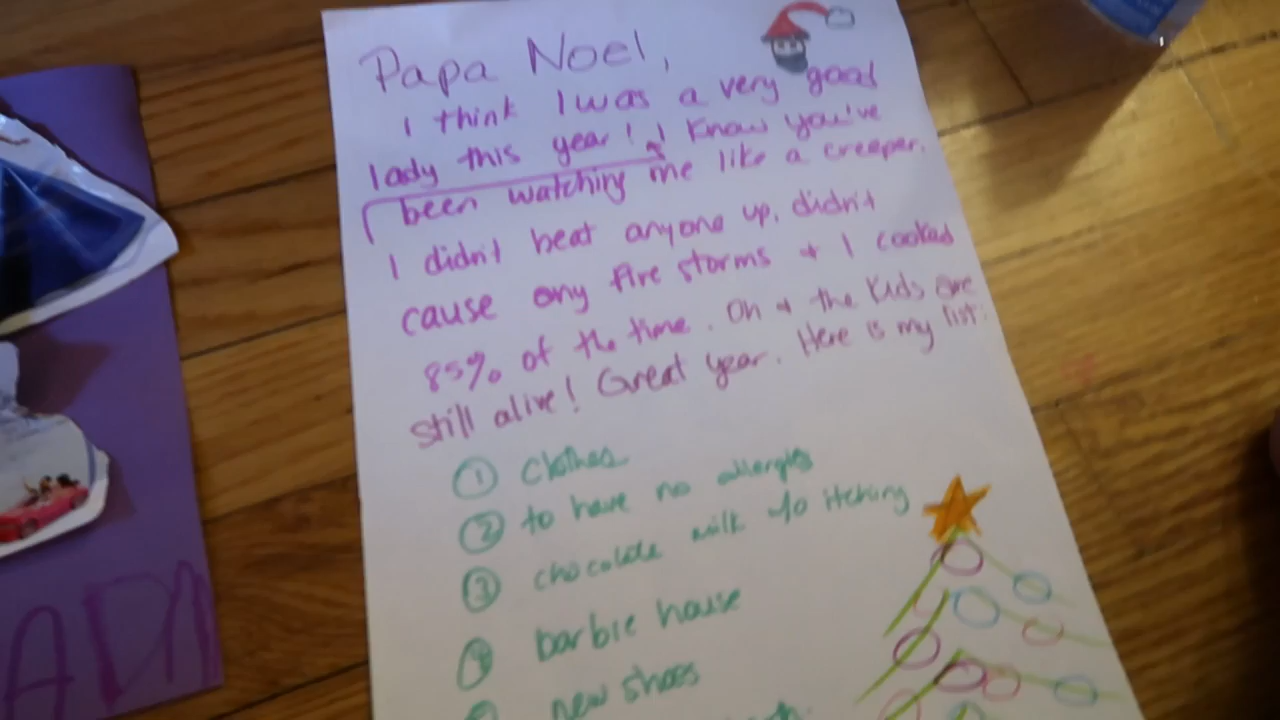 Papa Noel,
I think I was a very good
lady this year! I know you've
been watching me like a creeper.
I didn't beat anyone up, didn't
cause any fire storms + I cooked
85% of the time. Oh + the kids are
still alive! Great year. Here is my list:
① Clothes
② to have no allergies
③ chocolate milk w/o itching
④ barbie house
new shoes